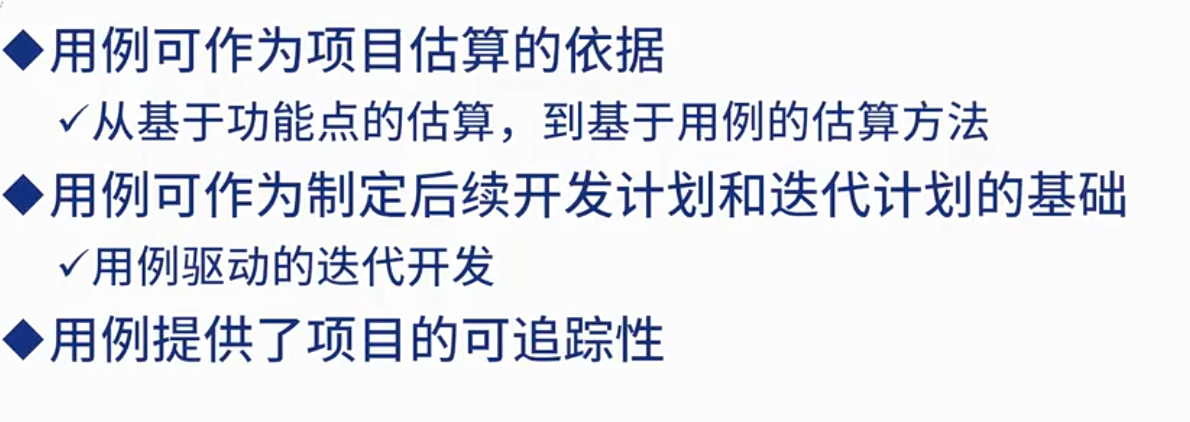 ◆用例可作为项目估算的依据
✓从基于功能点的估算，到基于用例的估算方法
◆用例可作为制定后续开发计划和迭代计划的基础
✓用例驱动的迭代开发
◆用例提供了项目的可追踪性